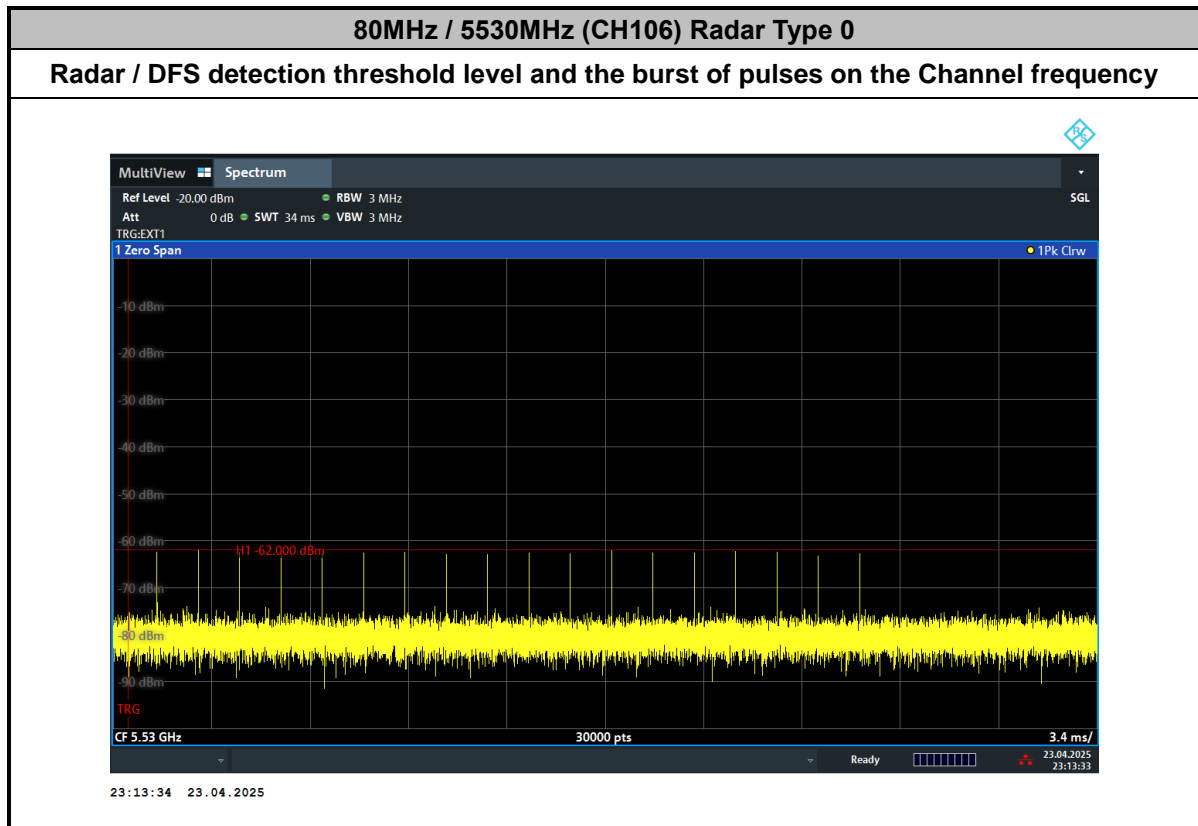 80MHz / 5530MHz (CH106) Radar Type 0
Radar / DFS detection threshold level and the burst of pulses on the Channel frequency
R&S
MultiView Spectrum
Ref Level -20.00 dBm RBW 3 MHz SGL
Att 0 dB SWT 34 ms VBW 3 MHz
TRG:EXT1
1 Zero Span 1Pk Clrw
-10 dBm
-20 dBm
-30 dBm
-40 dBm
-50 dBm
-60 dBm
H1 -62.000 dBm
-70 dBm
-80 dBm
-90 dBm
TRG
CF 5.53 GHz 30000 pts 3.4 ms/
Ready 23.04.2025
23:13:33
23:13:34 23.04.2025